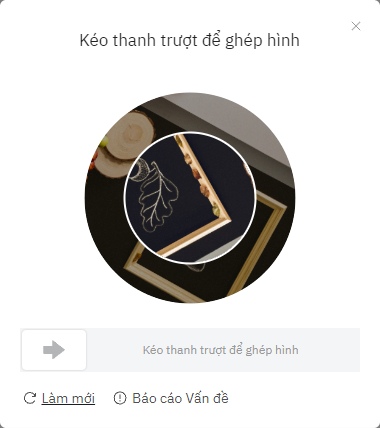 Kéo thanh trượt để ghép hình
Kéo thanh trượt để ghép hình
Làm mới
Báo cáo Vấn đề